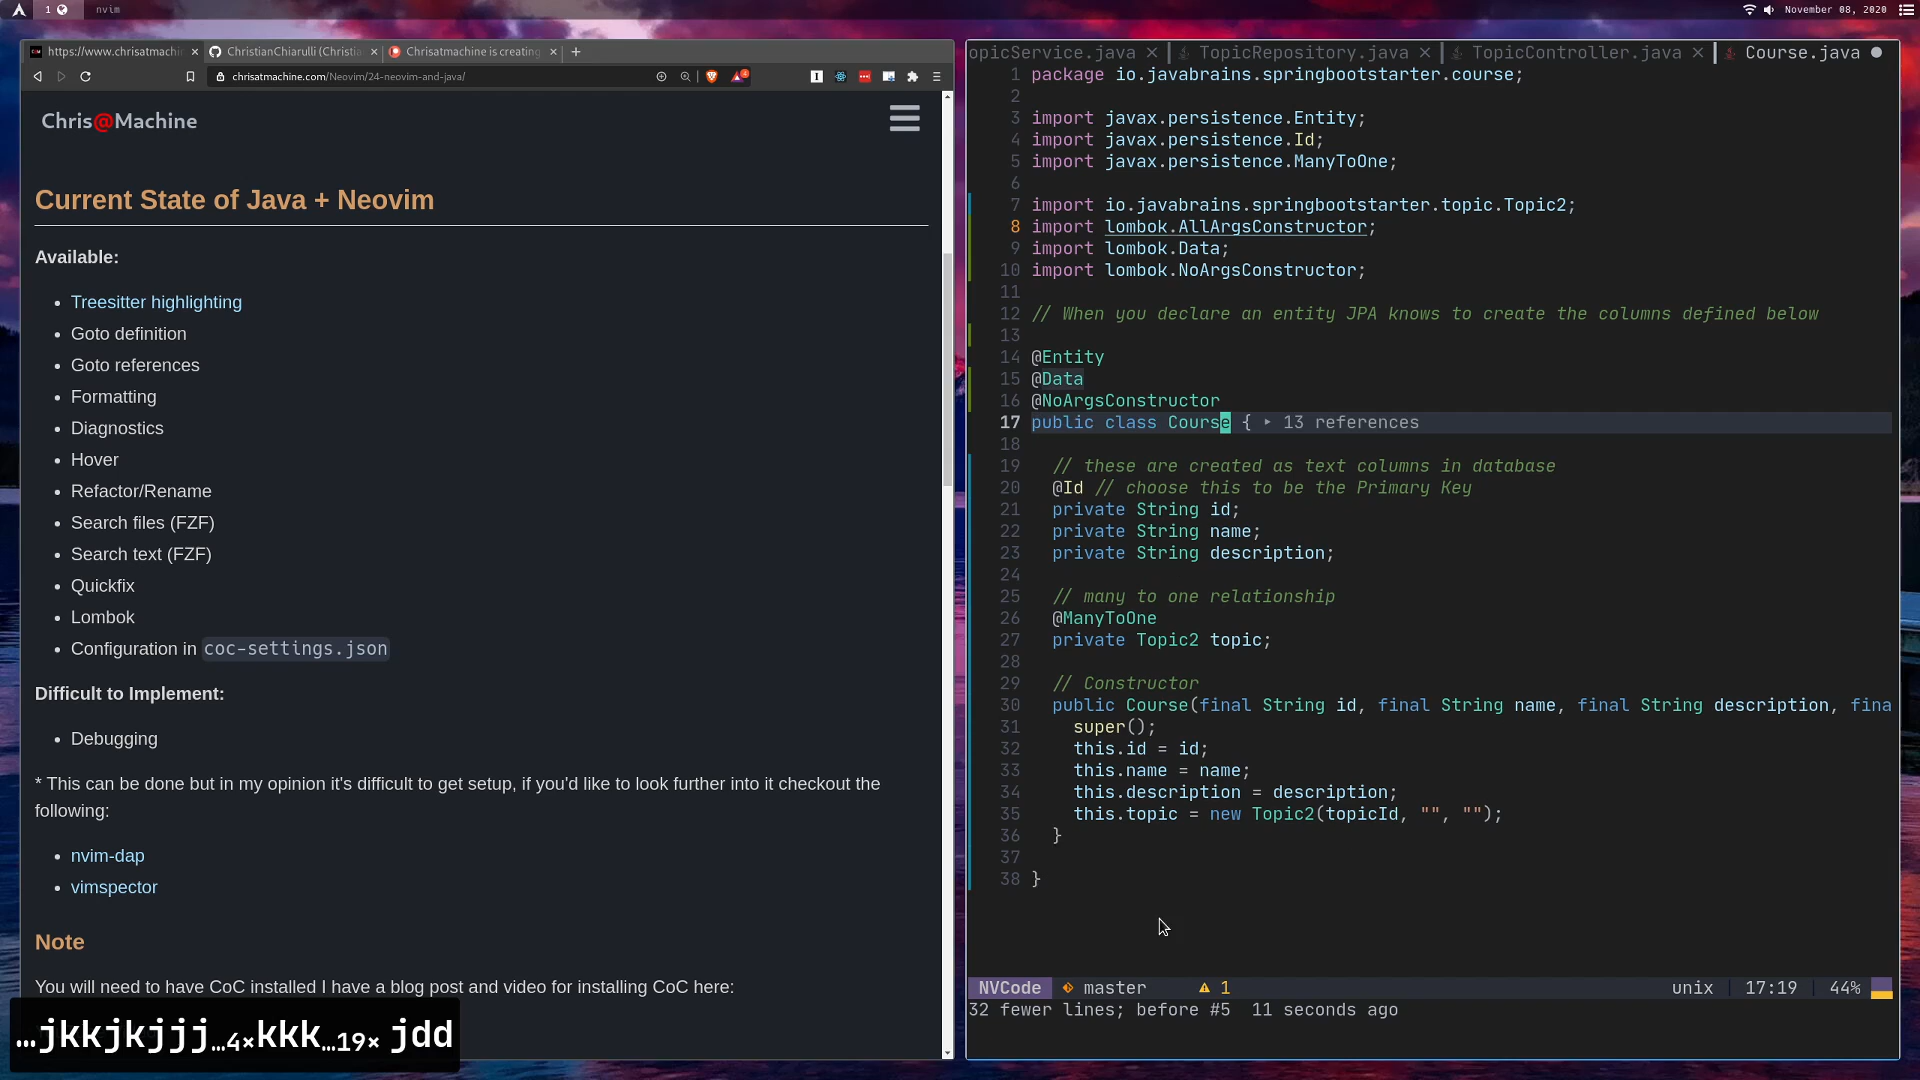 1
nvim
November 08, 2020
https://www.chrisatmachin
ChristianChiarulli (Christia
Chrisatmachine is creating
chrisatmachine.com/Neovim/24-neovim-and-java/
Chris@Machine
Current State of Java + Neovim
Available:
Treesitter highlighting
Goto definition
Goto references
Formatting
Diagnostics
Hover
Refactor/Rename
Search files (FZF)
Search text (FZF)
Quickfix
Lombok
Configuration in coc-settings.json
Difficult to Implement:
Debugging
* This can be done but in my opinion it's difficult to get setup, if you'd like to look further into it checkout the
following:
nvim-dap
vimspector
Note
You will need to have CoC installed I have a blog post and video for installing CoC here:
…jkkjkjjj…4×kkk…19× jdd
opicService.java × TopicRepository.java × TopicController.java × Course.java ●
1 package io.javabrains.springbootstarter.course;
2
3 import javax.persistence.Entity;
4 import javax.persistence.Id;
5 import javax.persistence.ManyToOne;
6
7 import io.javabrains.springbootstarter.topic.Topic2;
8 import lombok.AllArgsConstructor;
9 import lombok.Data;
10 import lombok.NoArgsConstructor;
11
12 // When you declare an entity JPA knows to create the columns defined below
13
14 @Entity
15 @Data
16 @NoArgsConstructor
17 public class Course { ‣ 13 references
18
19 // these are created as text columns in database
20 @Id // choose this to be the Primary Key
21 private String id;
22 private String name;
23 private String description;
24
25 // many to one relationship
26 @ManyToOne
27 private Topic2 topic;
28
29 // Constructor
30 public Course(final String id, final String name, final String description, fina
31 super();
32 this.id = id;
33 this.name = name;
34 this.description = description;
35 this.topic = new Topic2(topicId, "", "");
36 }
37
38 }
NVCode master 1 unix 17:19 44%
32 fewer lines; before #5 11 seconds ago